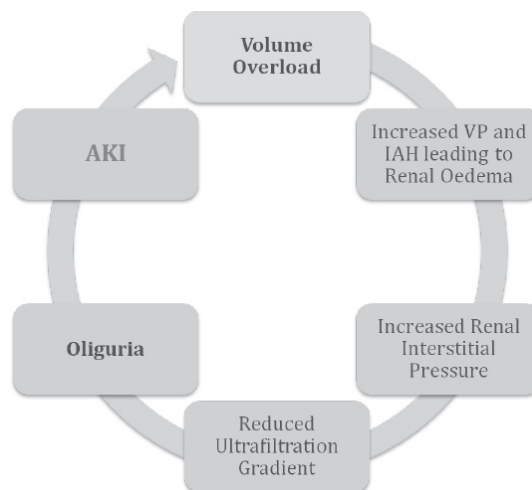 Volume
Overload
Increased VP and
IAH leading to
Renal Oedema
Increased Renal
Interstitial
Pressure
Reduced
Ultrafiltration
Gradient
Oliguria
AKI